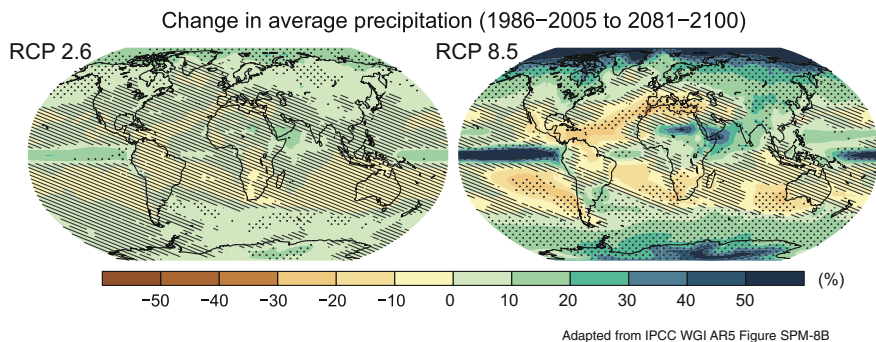 Change in average precipitation (1986−2005 to 2081−2100)
RCP 2.6
RCP 8.5
−50 −40 −30 −20 −10 0 10 20 30 40 50 (%)
Adapted from IPCC WGI AR5 Figure SPM-8B